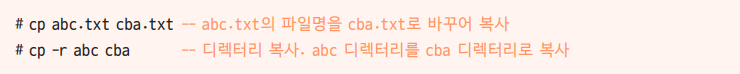 # cp abc.txt cba.txt -- abc.txt의 파일명을 cba.txt로 바꾸어 복사
# cp -r abc cba -- 디렉터리 복사. abc 디렉터리를 cba 디렉터리로 복사